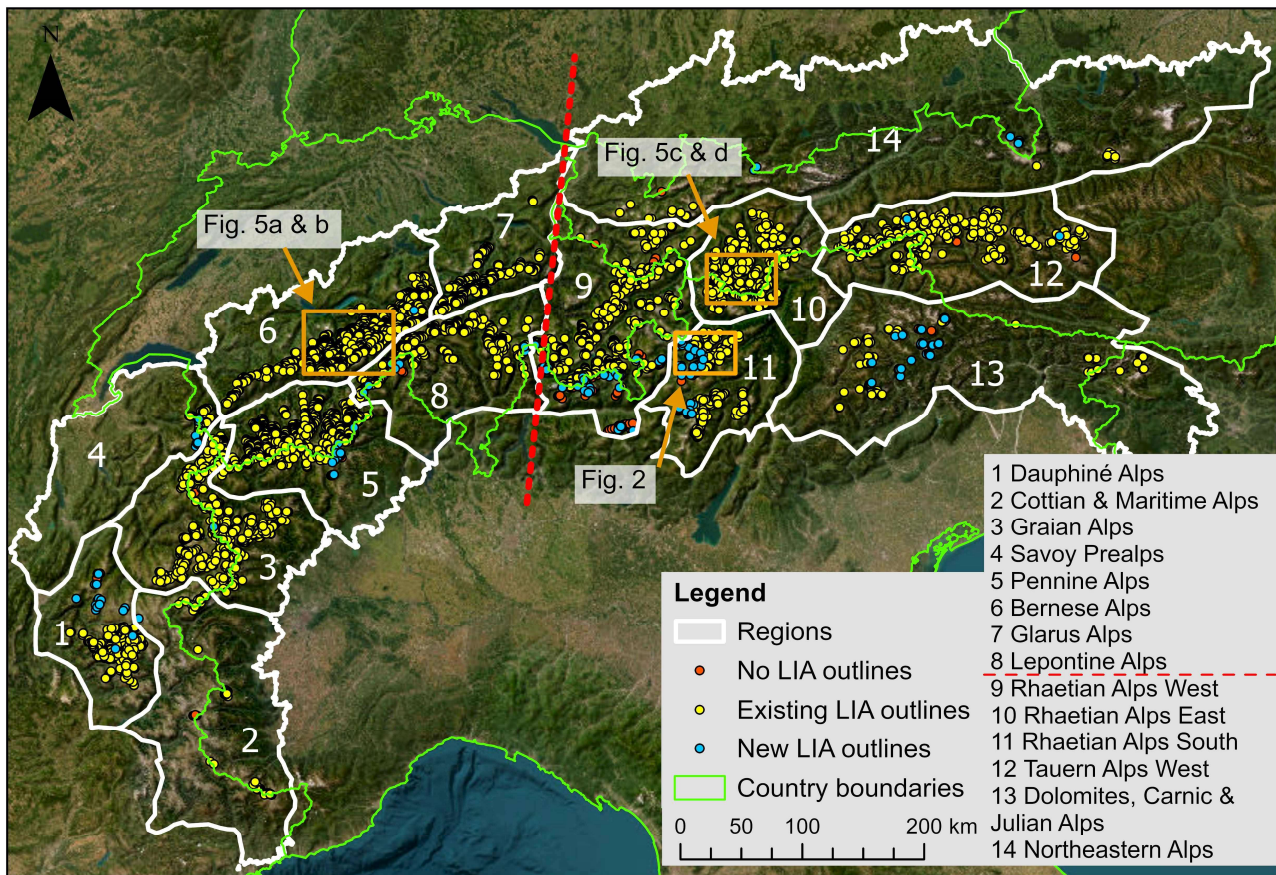 N
14
Fig. 5c & d
Fig. 5a & b
7
9
12
6
10
11
8
13
4
5
Fig. 2
3
1
2
Legend
Regions
No LIA outlines
Existing LIA outlines
New LIA outlines
Country boundaries
0 50 100 200 km
1 Dauphiné Alps
2 Cottian & Maritime Alps
3 Graian Alps
4 Savoy Prealps
5 Pennine Alps
6 Bernese Alps
7 Glarus Alps
8 Lepontine Alps
9 Rhaetian Alps West
10 Rhaetian Alps East
11 Rhaetian Alps South
12 Tauern Alps West
13 Dolomites, Carnic &
Julian Alps
14 Northeastern Alps